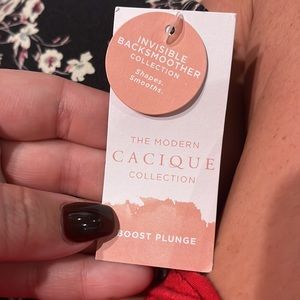 INVISIBLE
BACKSMOOTHER
COLLECTION
Shapes.
Smooths.
THE MODERN
CACIQUE
COLLECTION
BOOST PLUNGE